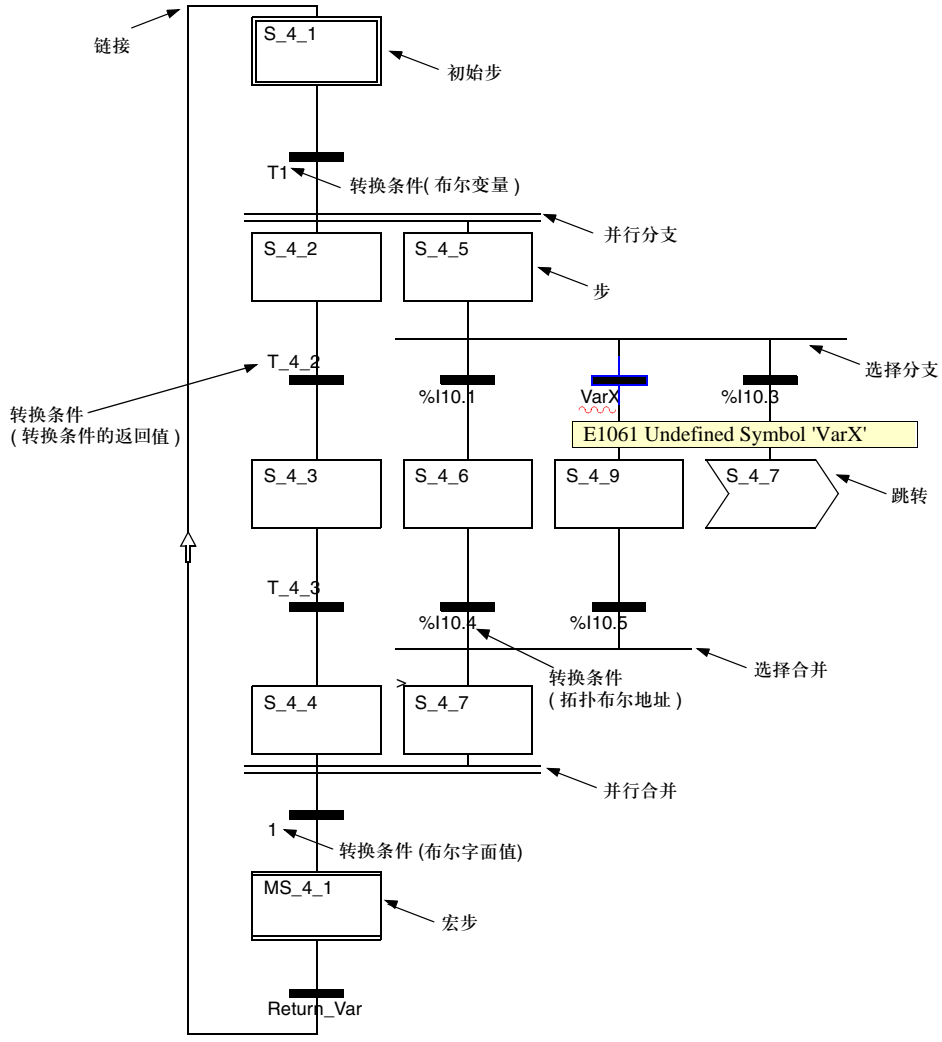 链接
S_4_1
初始步
T1
转换条件( 布尔变量 )
并行分支
S_4_2
S_4_5
步
T_4_2
选择分支
%I10.1
VarX
%I10.3
转换条件
( 转换条件的返回值 )
E1061 Undefined Symbol 'VarX'
S_4_3
S_4_6
S_4_9
S_4_7
跳转
T_4_3
%I10.4
%I10.5
选择合并
转换条件
( 拓扑布尔地址 )
>
S_4_4
S_4_7
并行合并
1
转换条件 (布尔字面值)
MS_4_1
宏步
Return_Var